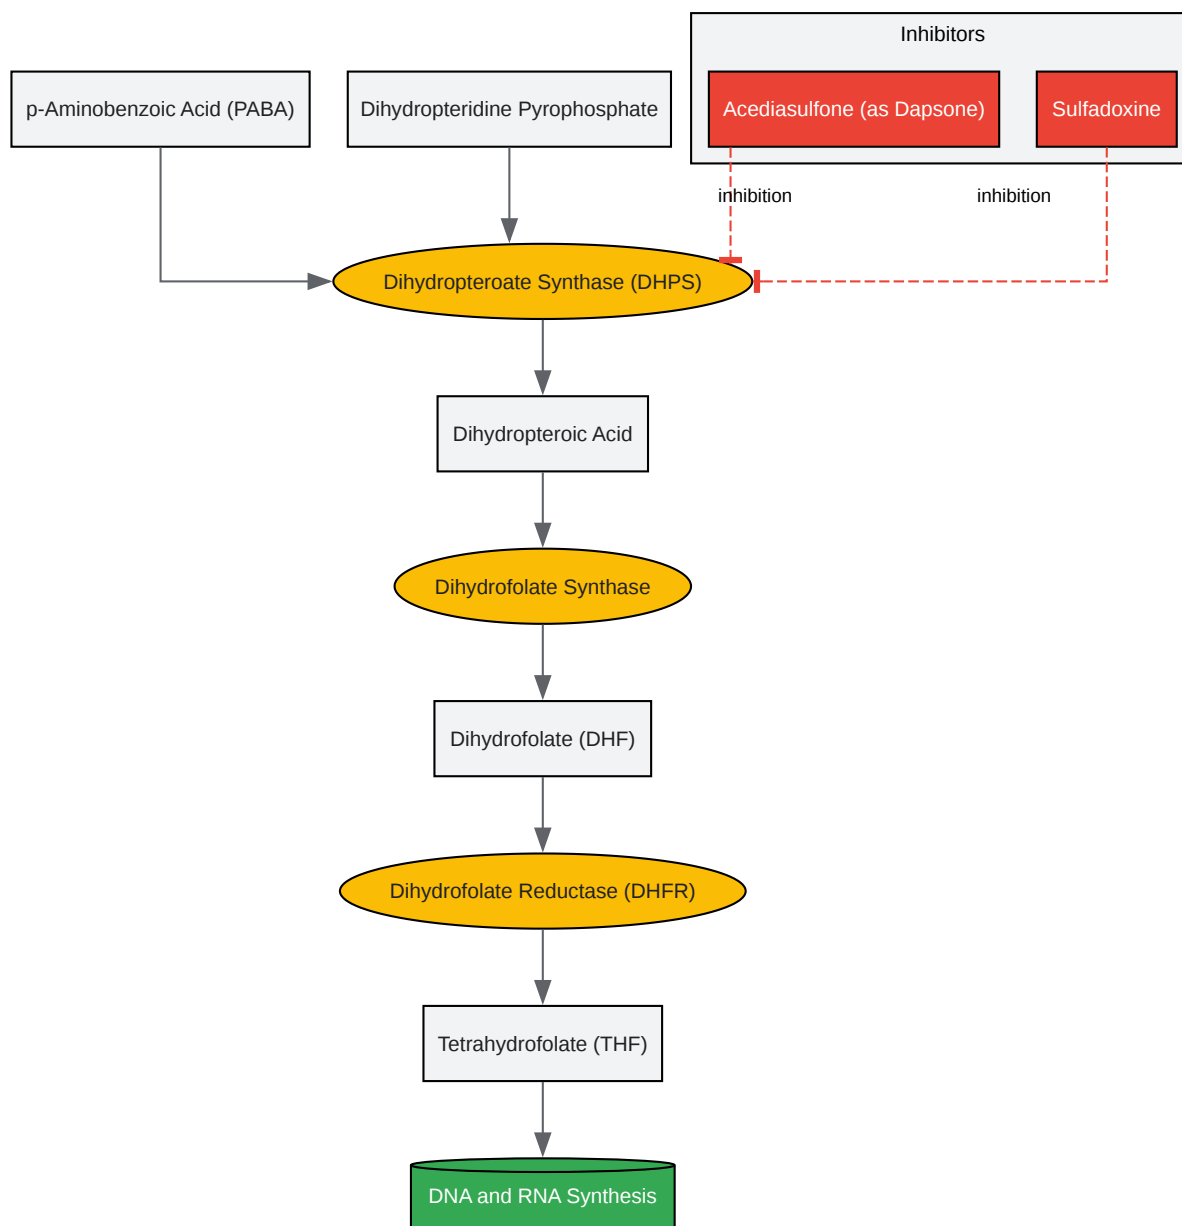 Inhibitors
p-Aminobenzoic Acid (PABA)
Dihydropteridine Pyrophosphate
Acediasulfone (as Dapsone)
Sulfadoxine
inhibition
inhibition
Dihydropteroate Synthase (DHPS)
Dihydropteroic Acid
Dihydrofolate Synthase
Dihydrofolate (DHF)
Dihydrofolate Reductase (DHFR)
Tetrahydrofolate (THF)
DNA and RNA Synthesis